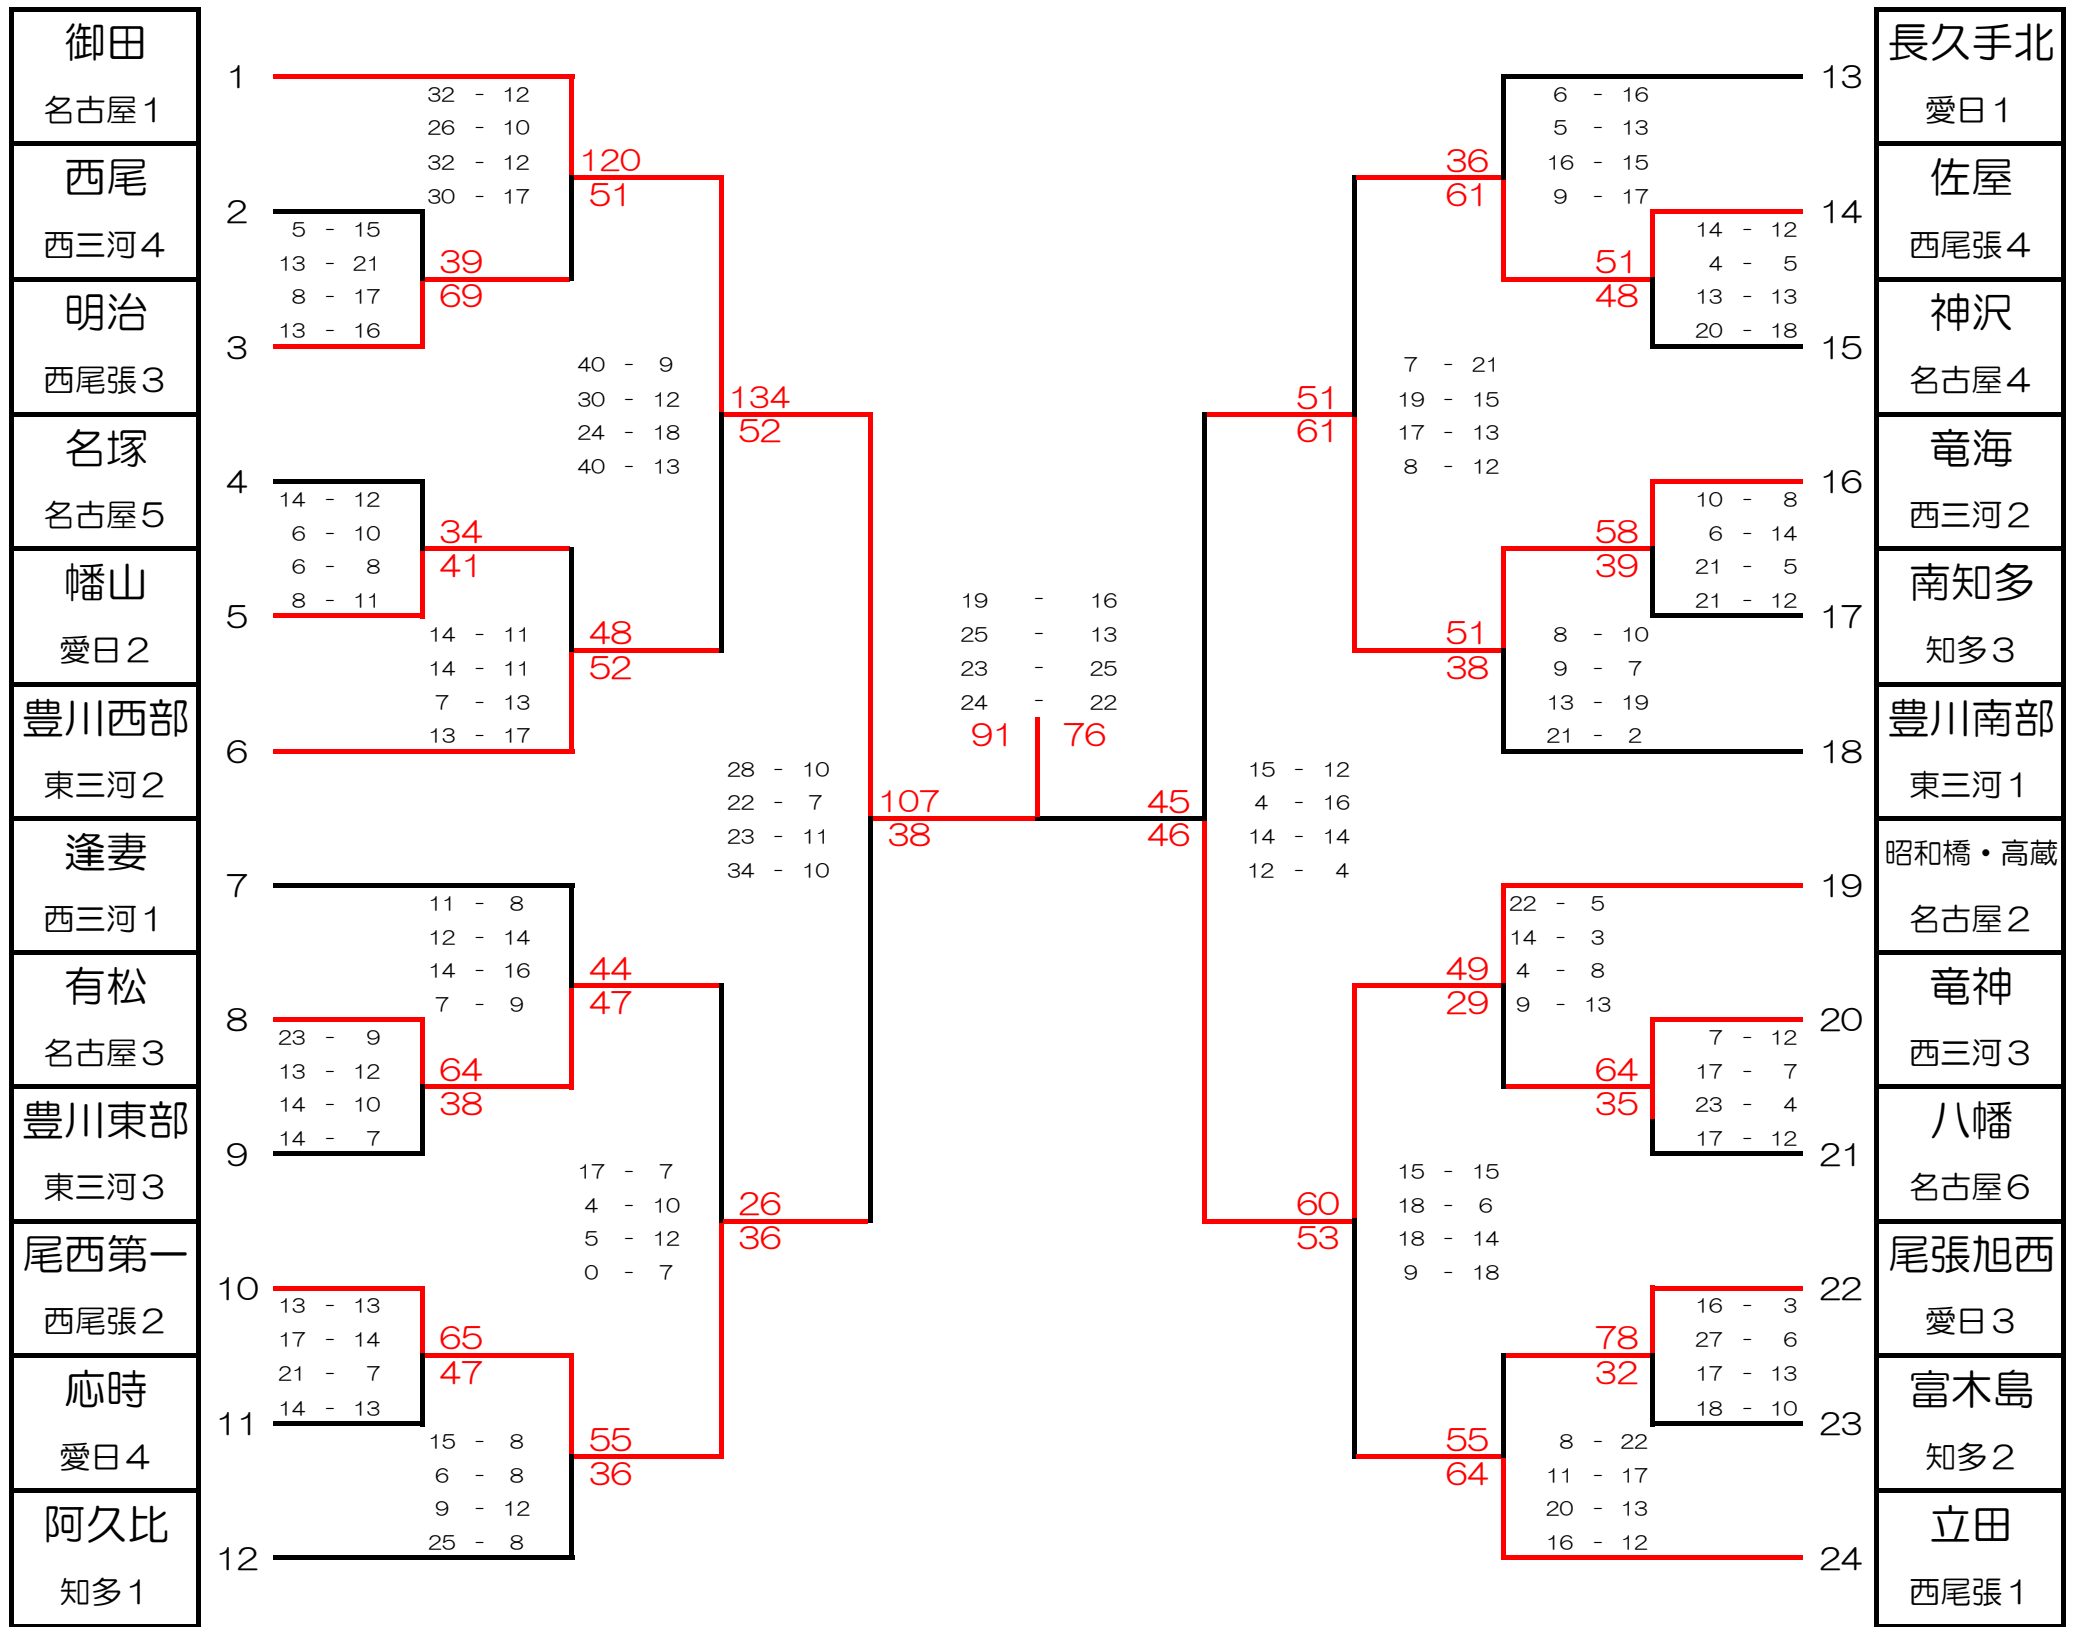 御田
名古屋1
西尾
西三河4
明治
西尾張3
名塚
名古屋5
幡山
愛日2
豊川西部
東三河2
逢妻
西三河1
有松
名古屋3
豊川東部
東三河3
尾西第一
西尾張2
応時
愛日4
阿久比
知多1
1
2
3
4
5
6
7
8
9
10
11
12
32 - 12
26 - 10
32 - 12
30 - 17
120
51
5 - 15
13 - 21
8 - 17
13 - 16
39
69
40 - 9
30 - 12
24 - 18
40 - 13
134
52
14 - 12
6 - 10
6 - 8
8 - 11
34
41
14 - 11
14 - 11
7 - 13
13 - 17
48
52
28 - 10
22 - 7
23 - 11
34 - 10
107
38
11 - 8
12 - 14
14 - 16
7 - 9
44
47
23 - 9
13 - 12
14 - 10
14 - 7
64
38
17 - 7
4 - 10
5 - 12
0 - 7
26
36
13 - 13
17 - 14
21 - 7
14 - 13
65
47
15 - 8
6 - 8
9 - 12
25 - 8
55
36
19 - 16
25 - 13
23 - 25
24 - 22
91 76
6 - 16
5 - 13
16 - 15
9 - 17
36
61
14 - 12
4 - 5
13 - 13
20 - 18
51
48
7 - 21
19 - 15
17 - 13
8 - 12
51
61
10 - 8
6 - 14
21 - 5
21 - 12
58
39
8 - 10
9 - 7
13 - 19
21 - 2
51
38
15 - 12
4 - 16
14 - 14
12 - 4
45
46
22 - 5
14 - 3
4 - 8
9 - 13
49
29
7 - 12
17 - 7
23 - 4
17 - 12
64
35
15 - 15
18 - 6
18 - 14
9 - 18
60
53
16 - 3
27 - 6
17 - 13
18 - 10
78
32
8 - 22
11 - 17
20 - 13
16 - 12
55
64
13
14
15
16
17
18
19
20
21
22
23
24
長久手北
愛日1
佐屋
西尾張4
神沢
名古屋4
竜海
西三河2
南知多
知多3
豊川南部
東三河1
昭和橋・高蔵
名古屋2
竜神
西三河3
八幡
名古屋6
尾張旭西
愛日3
富木島
知多2
立田
西尾張1